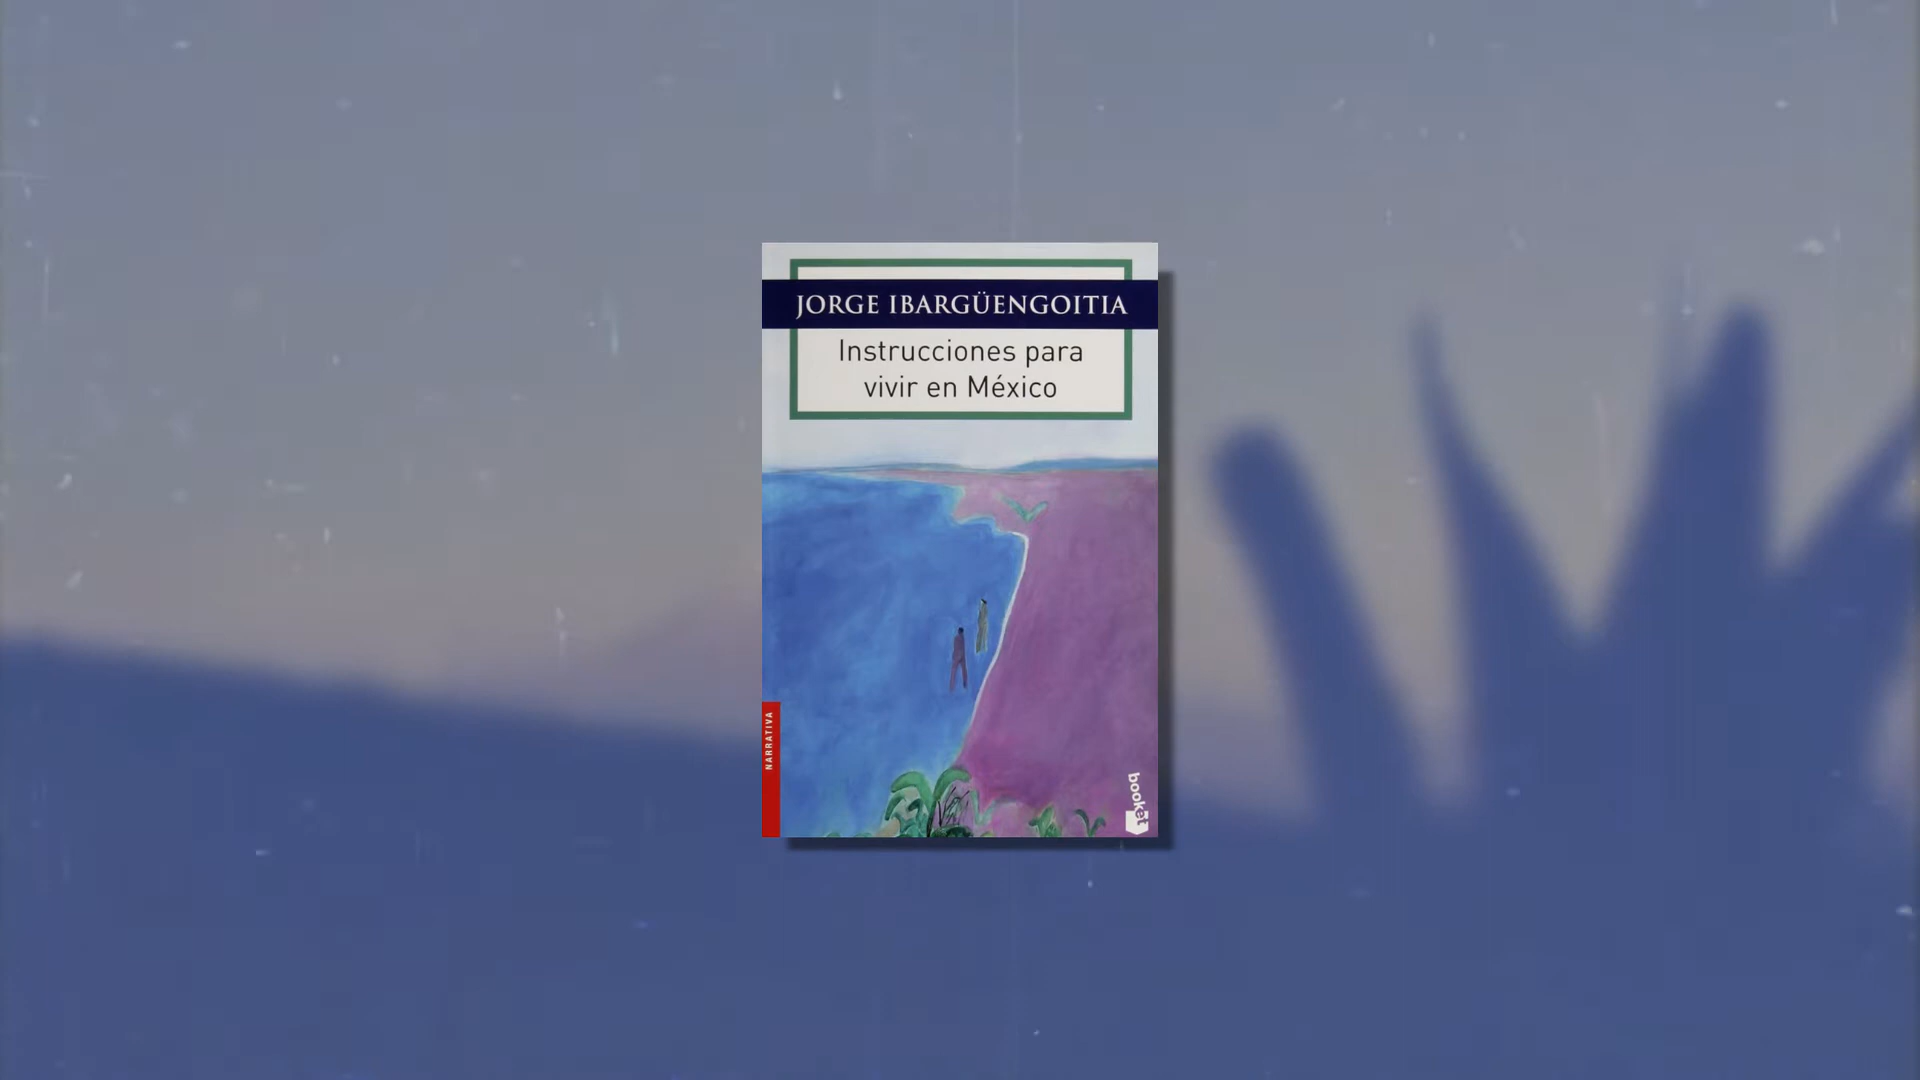 JORGE IBARGÜENGOITIA
Instrucciones para
vivir en México
NARRATIVA
booket